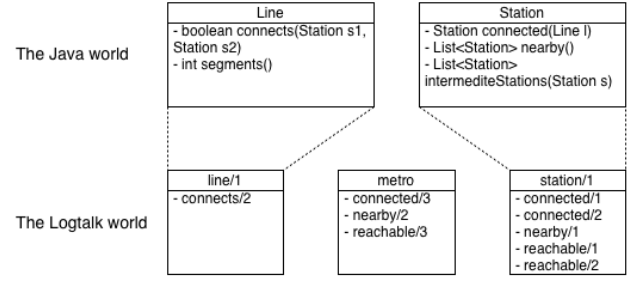 Line
- boolean connects(Station s1,
Station s2)
- int segments()
Station
- Station connected(Line l)
- List<Station> nearby()
- List<Station>
intermediteStations(Station s)
The Java world
line/1
- connects/2
metro
- connected/3
- nearby/2
- reachable/3
station/1
- connected/1
- connected/2
- nearby/1
- reachable/1
- reachable/2
The Logtalk world